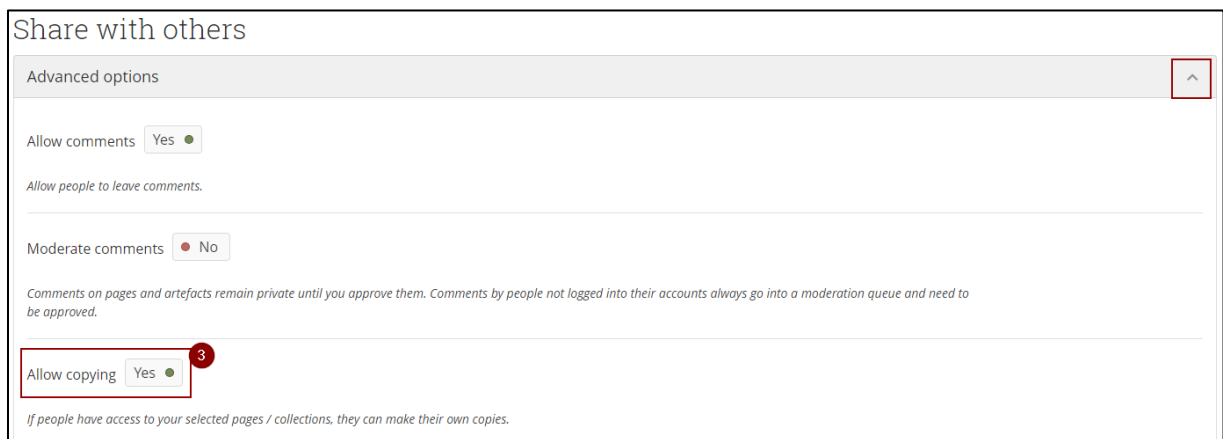 Share with others
Advanced options
Allow comments Yes
Allow people to leave comments.
Moderate comments No
Comments on pages and artefacts remain private until you approve them. Comments by people not logged into their accounts always go into a moderation queue and need to
be approved.
3
Allow copying Yes
If people have access to your selected pages / collections, they can make their own copies.